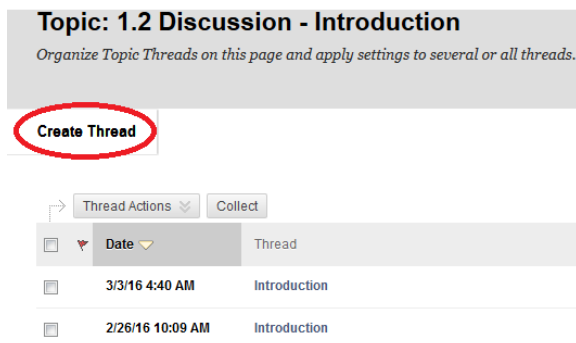 Topic: 1.2 Discussion - Introduction
Organize Topic Threads on this page and apply settings to several or all threads.
Create Thread
Thread Actions Collect
Date Thread
3/3/16 4:40 AM Introduction
2/26/16 10:09 AM Introduction